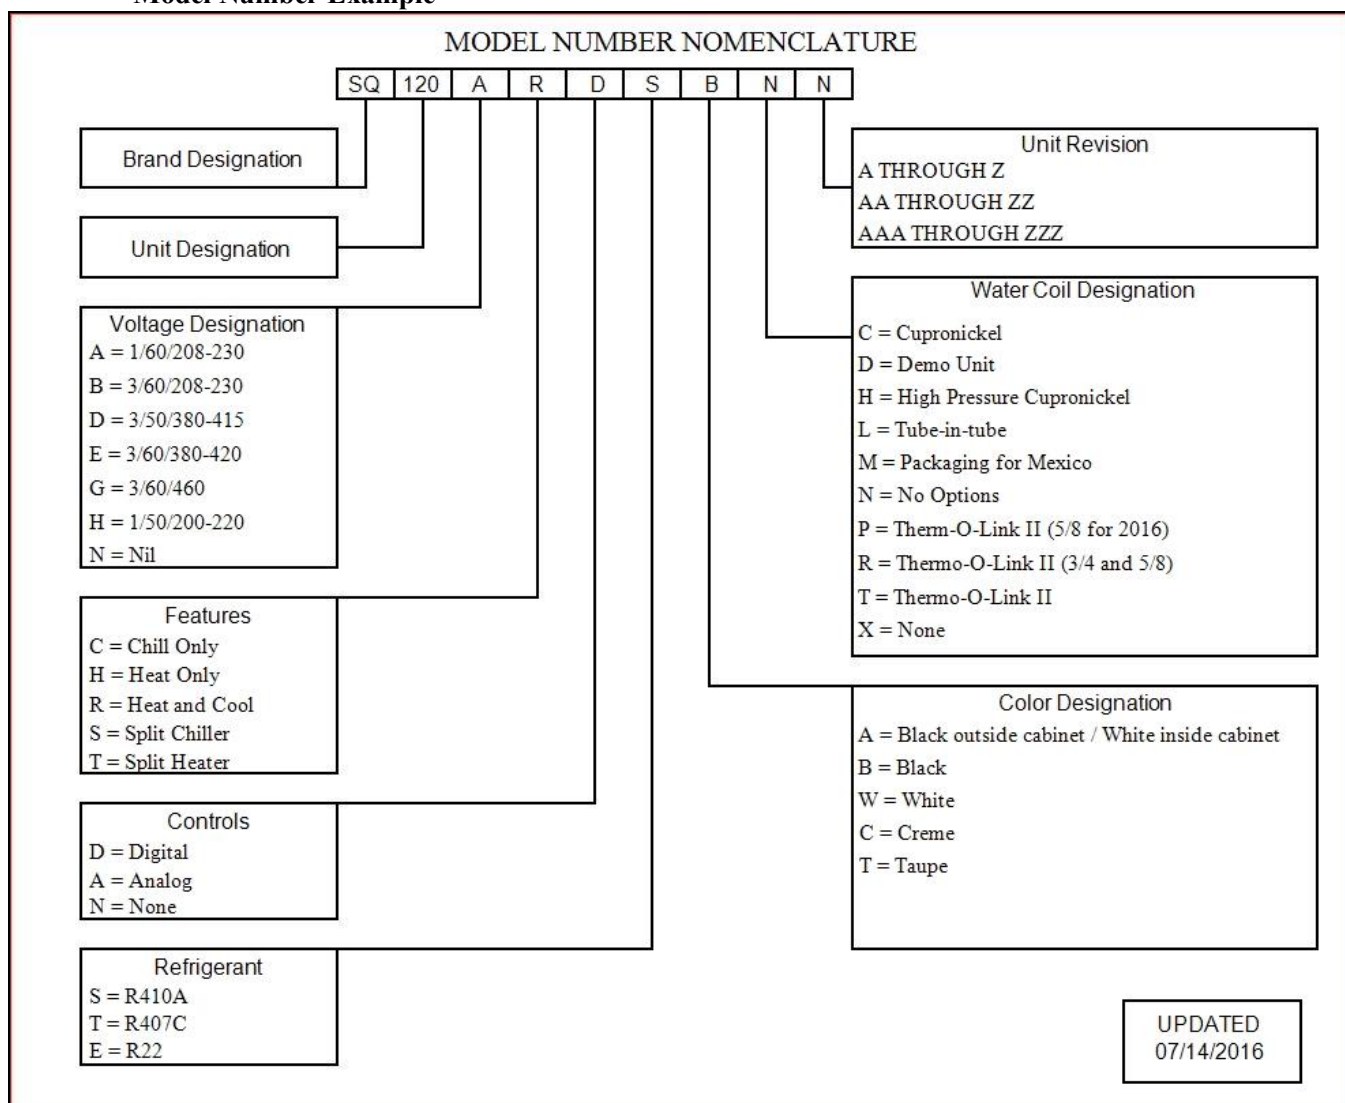 Model Number Example
MODEL NUMBER NOMENCLATURE
SQ 120 A R D S B N N
Brand Designation
Unit Designation
Voltage Designation
A = 1/60/208-230
B = 3/60/208-230
D = 3/50/380-415
E = 3/60/380-420
G = 3/60/460
H = 1/50/200-220
N = Nil
Features
C = Chill Only
H = Heat Only
R = Heat and Cool
S = Split Chiller
T = Split Heater
Controls
D = Digital
A = Analog
N = None
Refrigerant
S = R410A
T = R407C
E = R22
Unit Revision
A THROUGH Z
AA THROUGH ZZ
AAA THROUGH ZZZ
Water Coil Designation
C = Cupronickel
D = Demo Unit
H = High Pressure Cupronickel
L = Tube-in-tube
M = Packaging for Mexico
N = No Options
P = Therm-O-Link II (5/8 for 2016)
R = Thermo-O-Link II (3/4 and 5/8)
T = Thermo-O-Link II
X = None
Color Designation
A = Black outside cabinet / White inside cabinet
B = Black
W = White
C = Creme
T = Taupe
UPDATED
07/14/2016